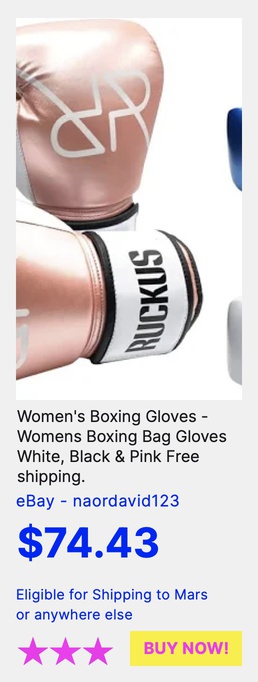 RUCKUS
Women's Boxing Gloves -
Womens Boxing Bag Gloves
White, Black & Pink Free
shipping.
eBay - naordavid123
$74.43
Eligible for Shipping to Mars
or anywhere else
BUY NOW!